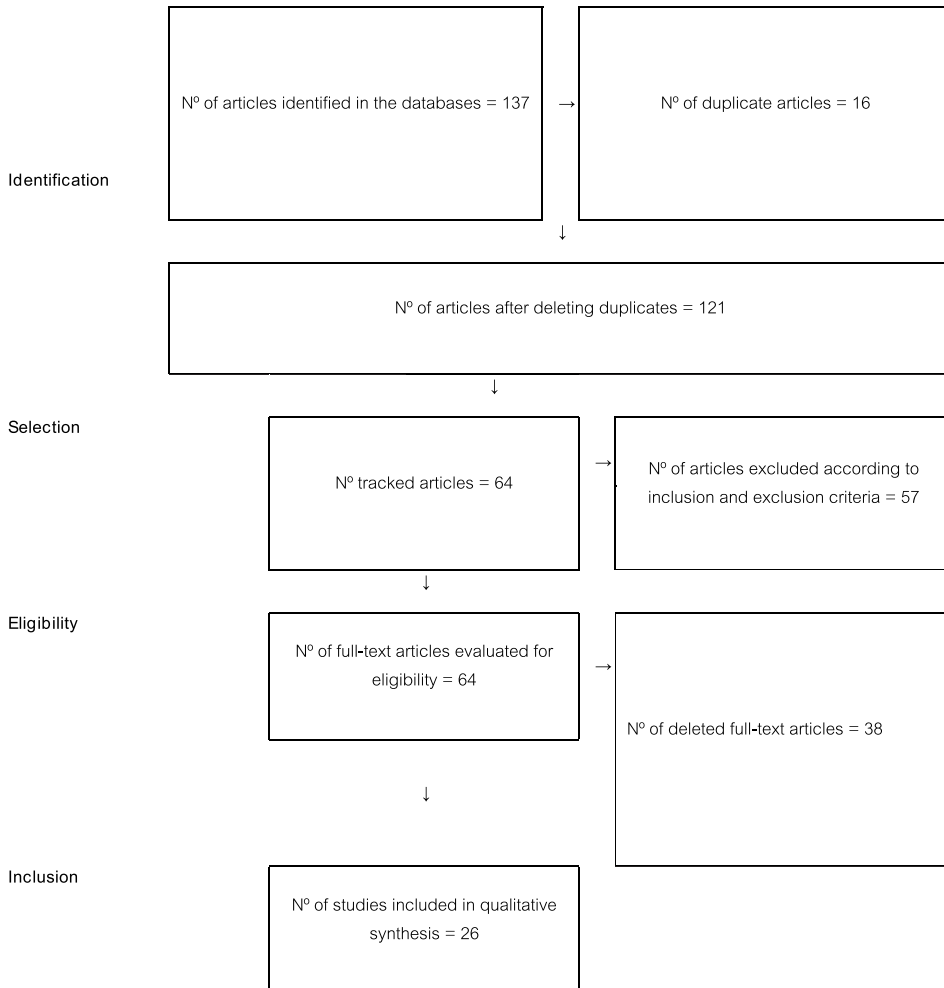 Nº of articles identified in the databases = 137
→
Nº of duplicate articles = 16
Identification
↓
Nº of articles after deleting duplicates = 121
↓
Selection
Nº tracked articles = 64
→
Nº of articles excluded according to
inclusion and exclusion criteria = 57
↓
Eligibility
Nº of full-text articles evaluated for
eligibility = 64
→
Nº of deleted full-text articles = 38
↓
Inclusion
Nº of studies included in qualitative
synthesis = 26